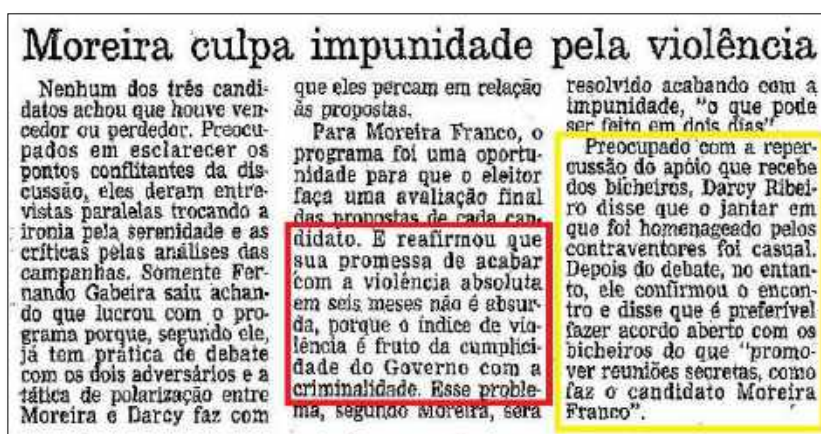 Moreira culpa impunidade pela violência
Nenhum dos três candi-
datos achou que houve ven-
cedor ou perdedor. Preocu-
pados em esclarecer os
pontos conflitantes da dis-
cussão, eles deram entre-
vistas paralelas trocando a
ironia pela serenidade e as
críticas pelas análises das
campanhas. Somente Fer-
nando Gabeira saiu achan-
do que lucrou com o pro-
grama porque, segundo ele,
já tem prática de debate
com os dois adversários e a
tática de polarização entre
Moreira e Darcy faz com
que eles percam em relação
às propostas.
Para Moreira Franco, o
programa foi uma oportu-
nidade para que o eleitor
faça uma avaliação final
das propostas de cada can-
didato. E reafirmou que
sua promessa de acabar
com a violência absoluta
em seis meses não é absur-
da, porque o índice de vio-
lência é fruto da cumplici-
dade do Governo com a
criminalidade. Esse proble-
ma, segundo Moreira, será
resolvido acabando com a
impunidade, "o que pode
ser feito em dois dias"
Preocupado com a reper-
cussão do apóio que recebe
dos bicheiros, Darcy Ribei-
ro disse que o jantar em
que foi homenageado pelos
contraventores foi casual.
Depois do debate, no entan-
to, ele confirmou o encon-
tro e disse que é preferível
fazer acordo aberto com os
bicheiros do que "promo-
ver reuniões secretas, como
faz o candidato Moreira
Franco".